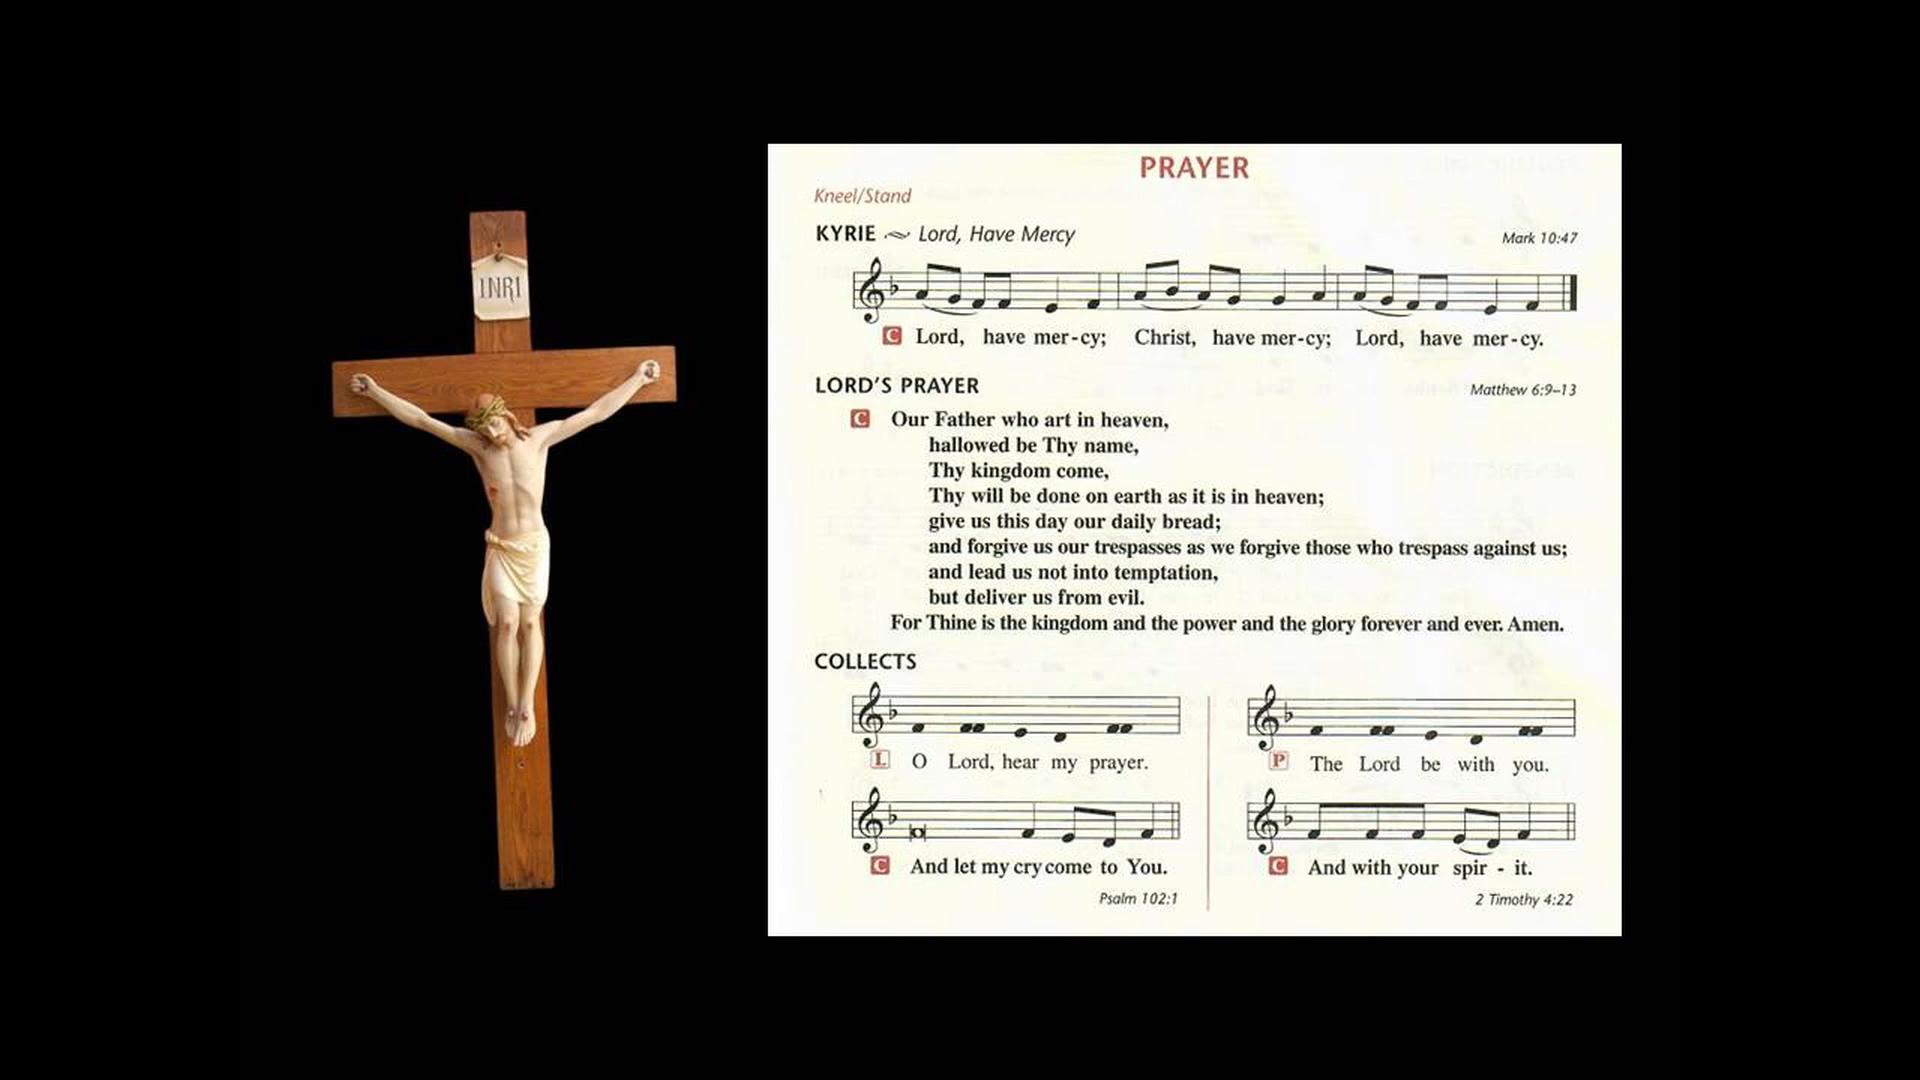 INRI
PRAYER
Kneel/Stand
KYRIE Lord, Have Mercy Mark 10:47
C Lord, have mer-cy; Christ, have mer-cy; Lord, have mer-cy.
LORD'S PRAYER Matthew 6:9–13
C Our Father who art in heaven,
hallowed be Thy name,
Thy kingdom come,
Thy will be done on earth as it is in heaven;
give us this day our daily bread;
and forgive us our trespasses as we forgive those who trespass against us;
and lead us not into temptation,
but deliver us from evil.
For Thine is the kingdom and the power and the glory forever and ever. Amen.
COLLECTS
L O Lord, hear my prayer.
C And let my cry come to You.
Psalm 102:1
P The Lord be with you.
C And with your spir - it.
2 Timothy 4:22